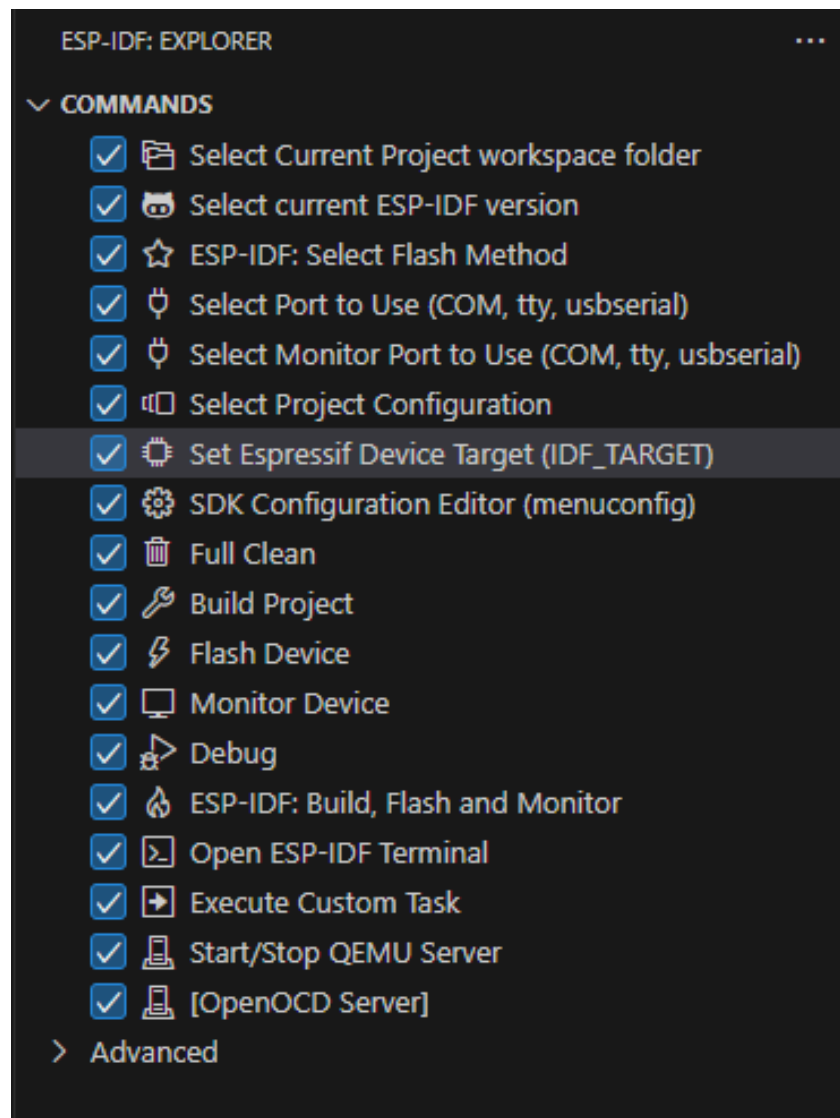 ESP-IDF: EXPLORER
COMMANDS
Select Current Project workspace folder
Select current ESP-IDF version
ESP-IDF: Select Flash Method
Select Port to Use (COM, tty, usbserial)
Select Monitor Port to Use (COM, tty, usbserial)
Select Project Configuration
Set Espressif Device Target (IDF_TARGET)
SDK Configuration Editor (menuconfig)
Full Clean
Build Project
Flash Device
Monitor Device
Debug
ESP-IDF: Build, Flash and Monitor
Open ESP-IDF Terminal
Execute Custom Task
Start/Stop QEMU Server
[OpenOCD Server]
Advanced